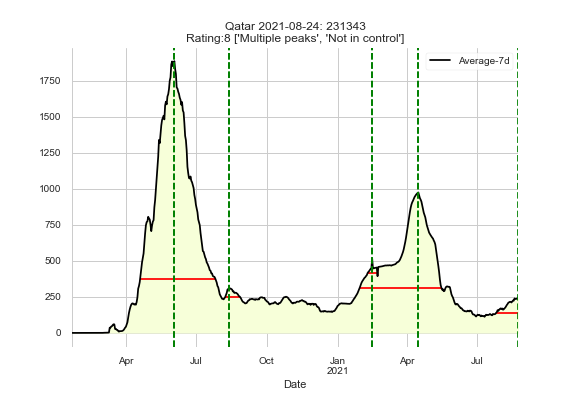 Qatar 2021-08-24: 231343
Rating:8 ['Multiple peaks', 'Not in control']
Average-7d
1750
1500
1250
1000
750
500
250
0
Apr
Jul
Oct
Jan
2021
Apr
Jul
Date